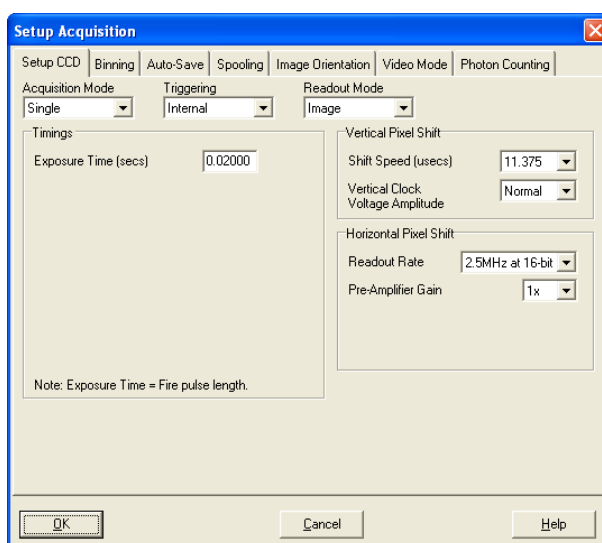 Setup Acquisition
Setup CCD Binning Auto-Save Spooling Image Orientation Video Mode Photon Counting
Acquisition Mode Triggering Readout Mode
Single Internal Image
Timings
Exposure Time (secs) 0.02000
Note: Exposure Time = Fire pulse length.
Vertical Pixel Shift
Shift Speed (usecs) 11.375
Vertical Clock
Voltage Amplitude Normal
Horizontal Pixel Shift
Readout Rate 2.5MHz at 16-bit
Pre-Amplifier Gain 1x
OK Cancel Help